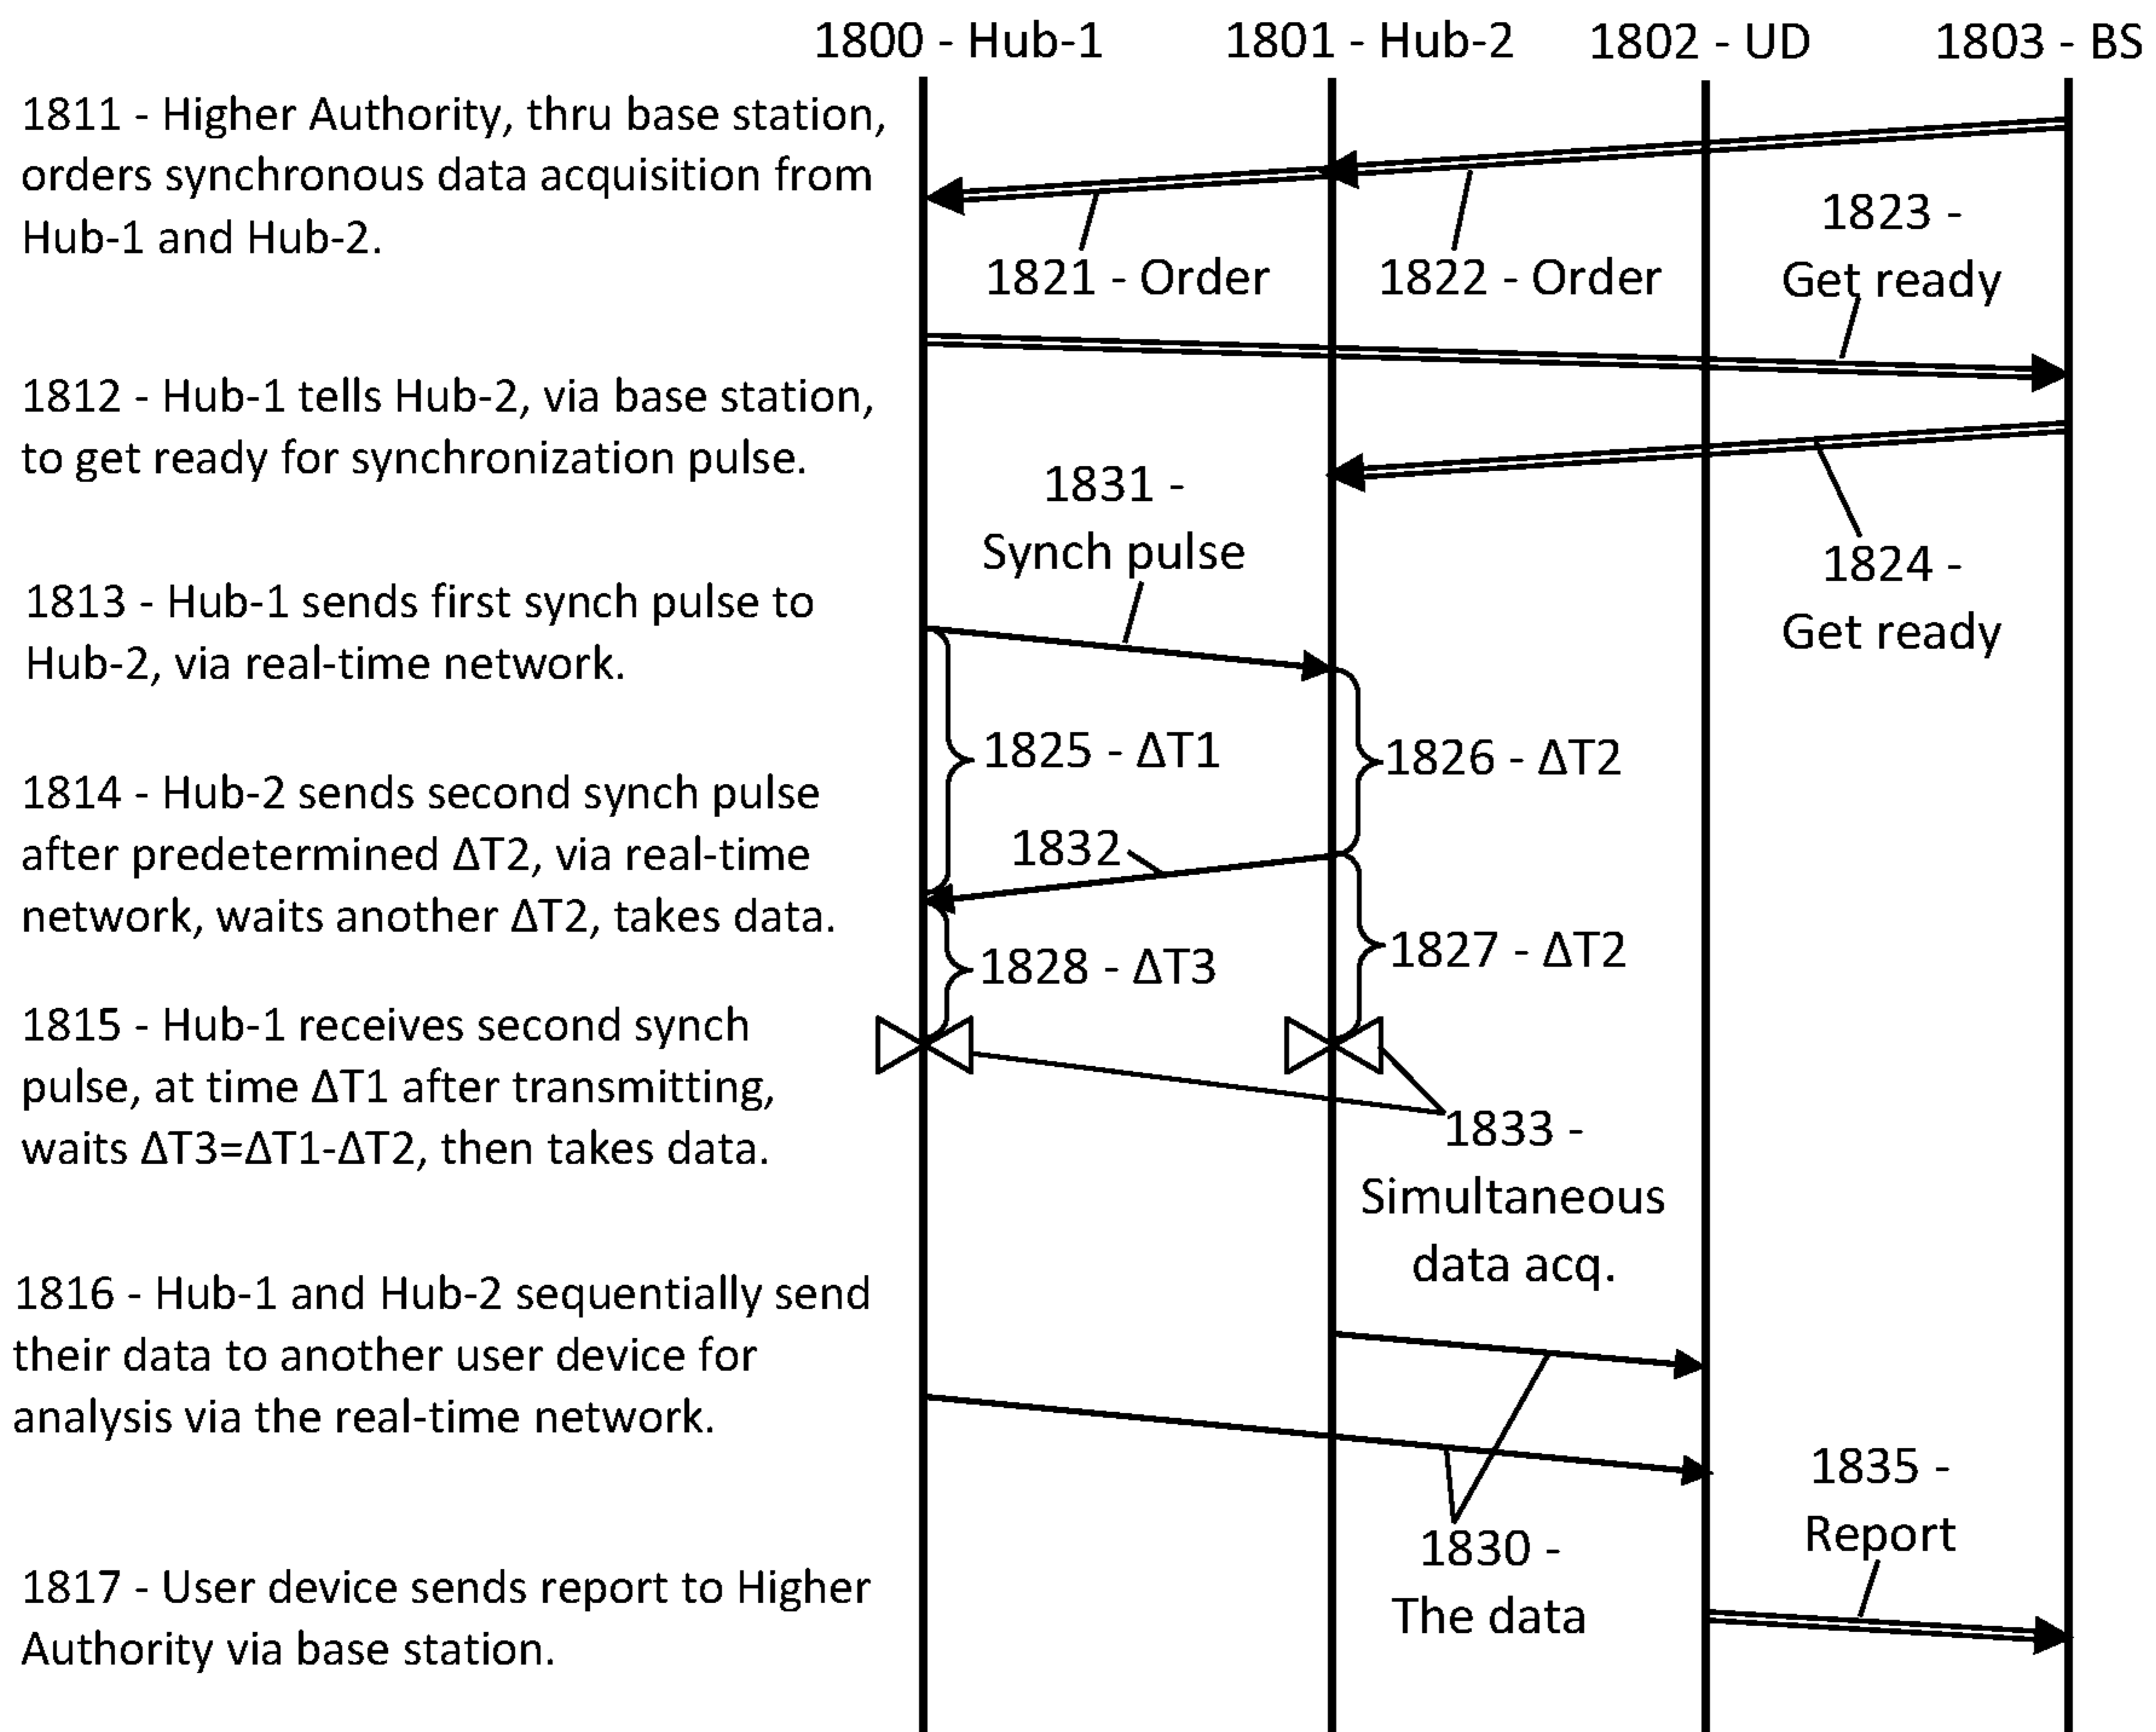 1800 - Hub-1
1801 - Hub-2
1802 - UD
1803 - BS
1811 - Higher Authority, thru base station,
orders synchronous data acquisition from
Hub-1 and Hub-2.
1821 - Order
1822 - Order
1823 -
Get ready
1812 - Hub-1 tells Hub-2, via base station,
to get ready for synchronization pulse.
1831 -
Synch pulse
1824 -
Get ready
1813 - Hub-1 sends first synch pulse to
Hub-2, via real-time network.
1825 - ΔT1
1826 - ΔT2
1814 - Hub-2 sends second synch pulse
after predetermined ΔT2, via real-time
network, waits another ΔT2, takes data.
1832
1828 - ΔT3
1827 - ΔT2
1815 - Hub-1 receives second synch
pulse, at time ΔT1 after transmitting,
waits ΔT3=ΔT1-ΔT2, then takes data.
1833 -
Simultaneous
data acq.
1816 - Hub-1 and Hub-2 sequentially send
their data to another user device for
analysis via the real-time network.
1830 -
The data
1835 -
Report
1817 - User device sends report to Higher
Authority via base station.